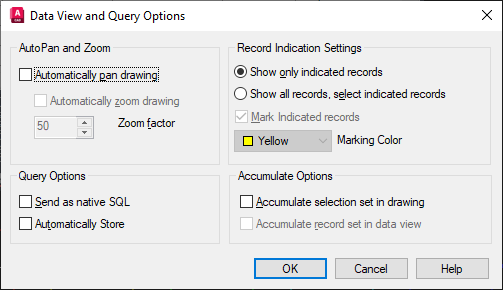 Data View and Query Options
AutoPan and Zoom
Automatically pan drawing
Automatically zoom drawing
50 Zoom factor
Record Indication Settings
Show only indicated records
Show all records, select indicated records
Mark Indicated records
Yellow Marking Color
Query Options
Send as native SQL
Automatically Store
Accumulate Options
Accumulate selection set in drawing
Accumulate record set in data view
OK Cancel Help